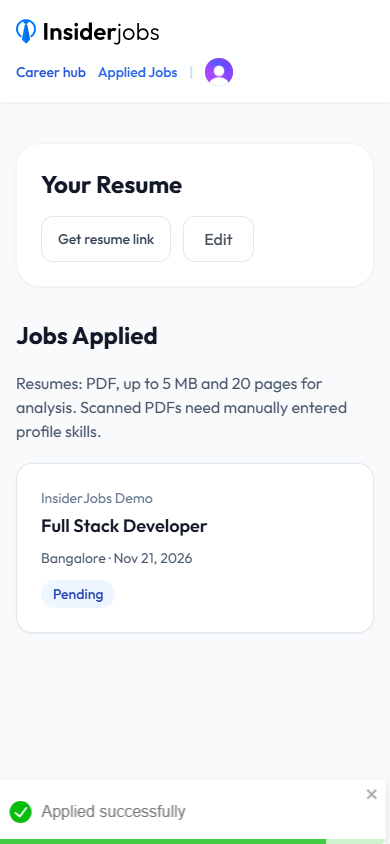 Insiderjobs
Career hub Applied Jobs |
Your Resume
Get resume link Edit
Jobs Applied
Resumes: PDF, up to 5 MB and 20 pages for
analysis. Scanned PDFs need manually entered
profile skills.
InsiderJobs Demo
Full Stack Developer
Bangalore · Nov 21, 2026
Pending
Applied successfully